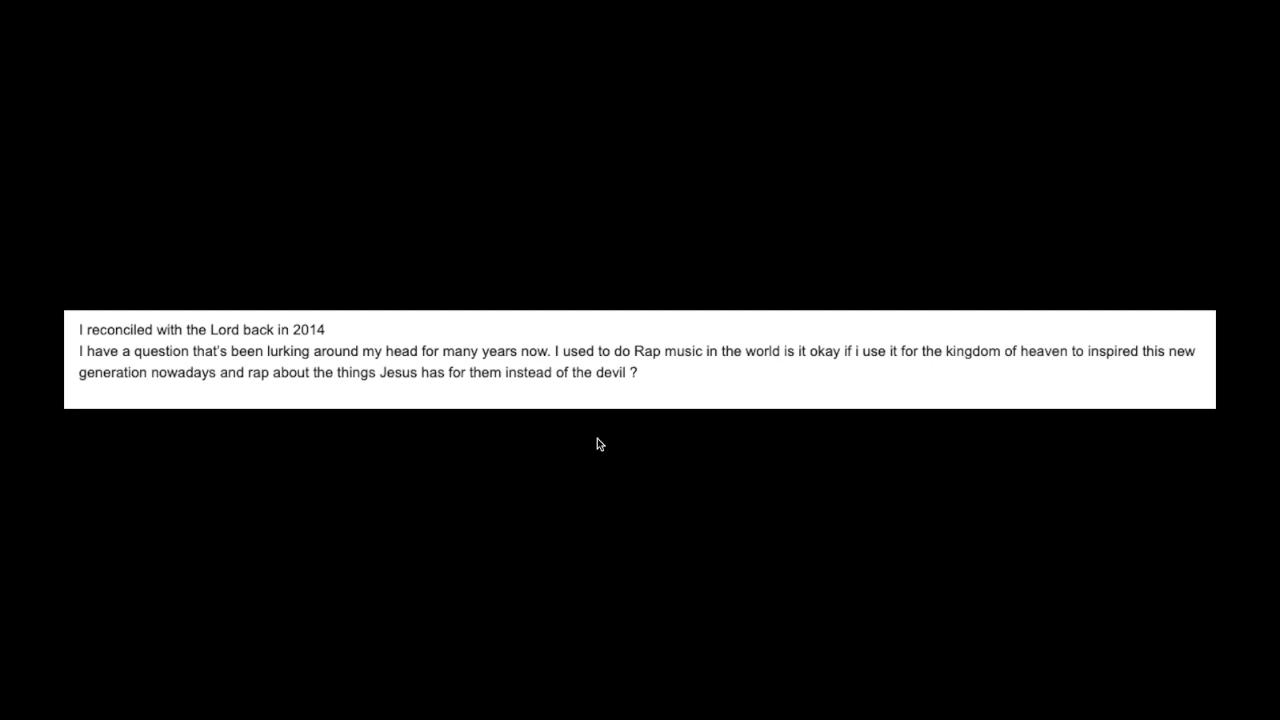 I reconciled with the Lord back in 2014
I have a question that's been lurking around my head for many years now. I used to do Rap music in the world is it okay if i use it for the kingdom of heaven to inspired this new
generation nowadays and rap about the things Jesus has for them instead of the devil ?